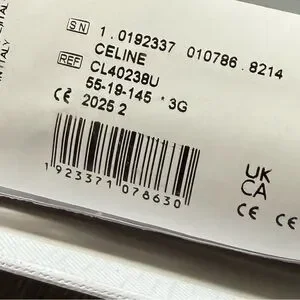 SN 1.0192337 010786.8214
CELINE
REF CL40238U
55-19-145 * 3G
CE 2025 2
1923371078630
UK
CA
CE CE